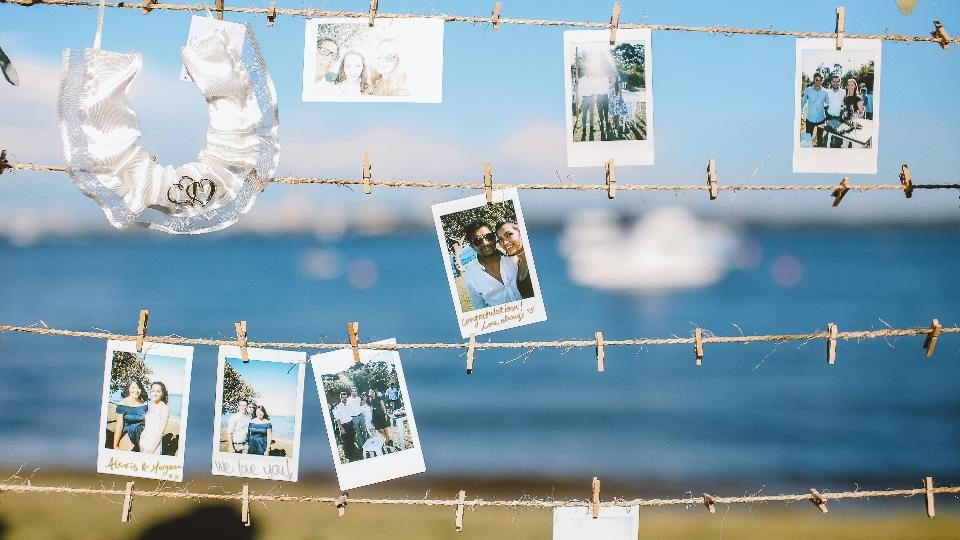 Congratulations!
Love always ♡
Alexis & Morgan
xx
We love you!